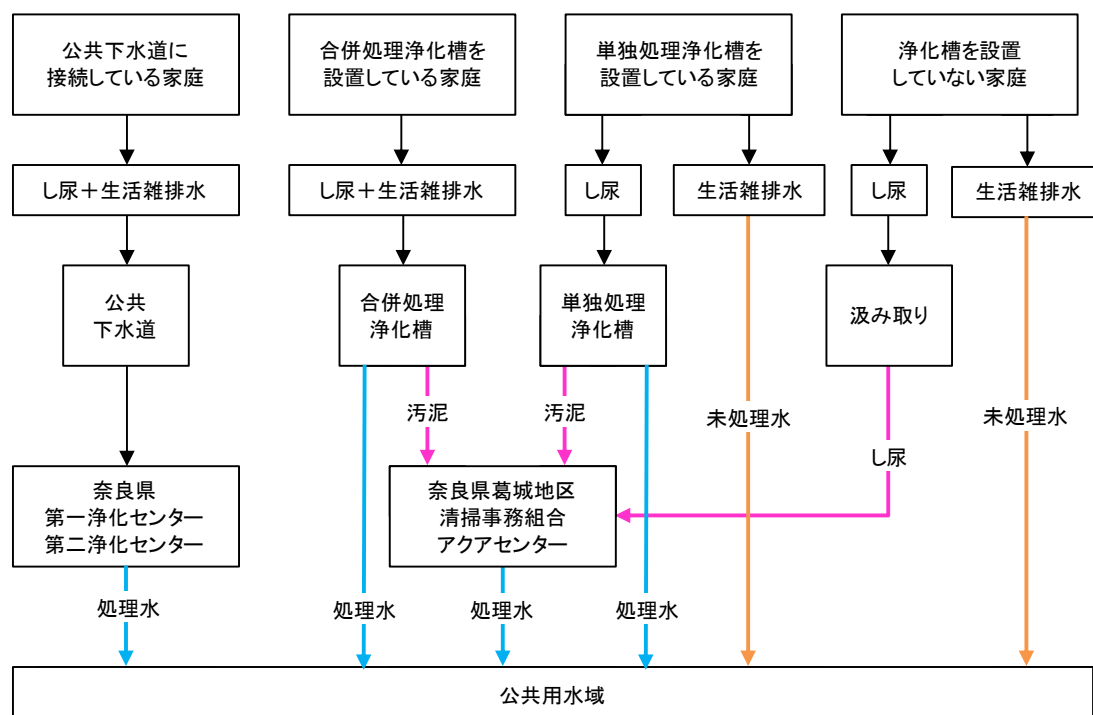 公共下水道に
接続している家庭
合併処理浄化槽を
設置している家庭
単独処理浄化槽を
設置している家庭
浄化槽を設置
していない家庭
し尿＋生活雑排水
し尿＋生活雑排水
し尿
生活雑排水
し尿
生活雑排水
公共
下水道
合併処理
浄化槽
単独処理
浄化槽
汲み取り
汚泥
汚泥
未処理水
未処理水
し尿
奈良県
第一浄化センター
第二浄化センター
奈良県葛城地区
清掃事務組合
アクアセンター
処理水
処理水
処理水
処理水
公共用水域